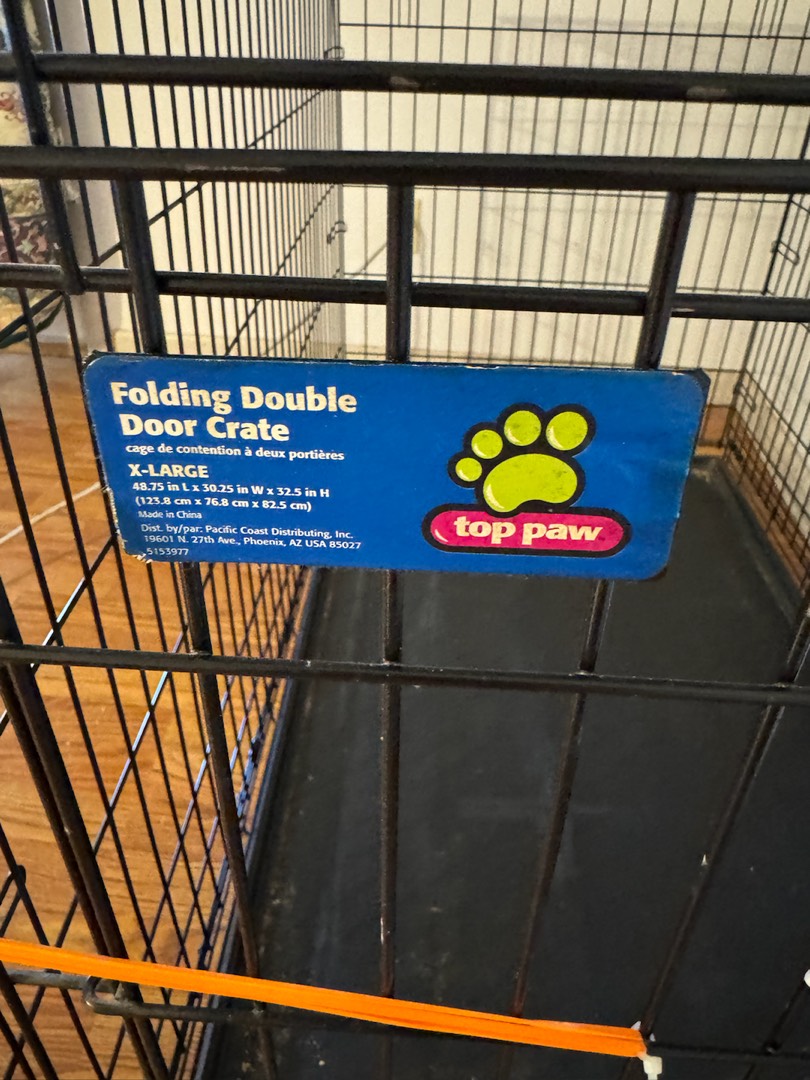 Folding Double
Door Crate
cage de contention à deux portières
X-LARGE
48.75 in L x 30.25 in W x 32.5 in H
(123.8 cm x 76.8 cm x 82.5 cm)
Made in China
Dist. by/par: Pacific Coast Distributing, Inc.
19601 N. 27th Ave., Phoenix, AZ USA 85027
5153977
top paw